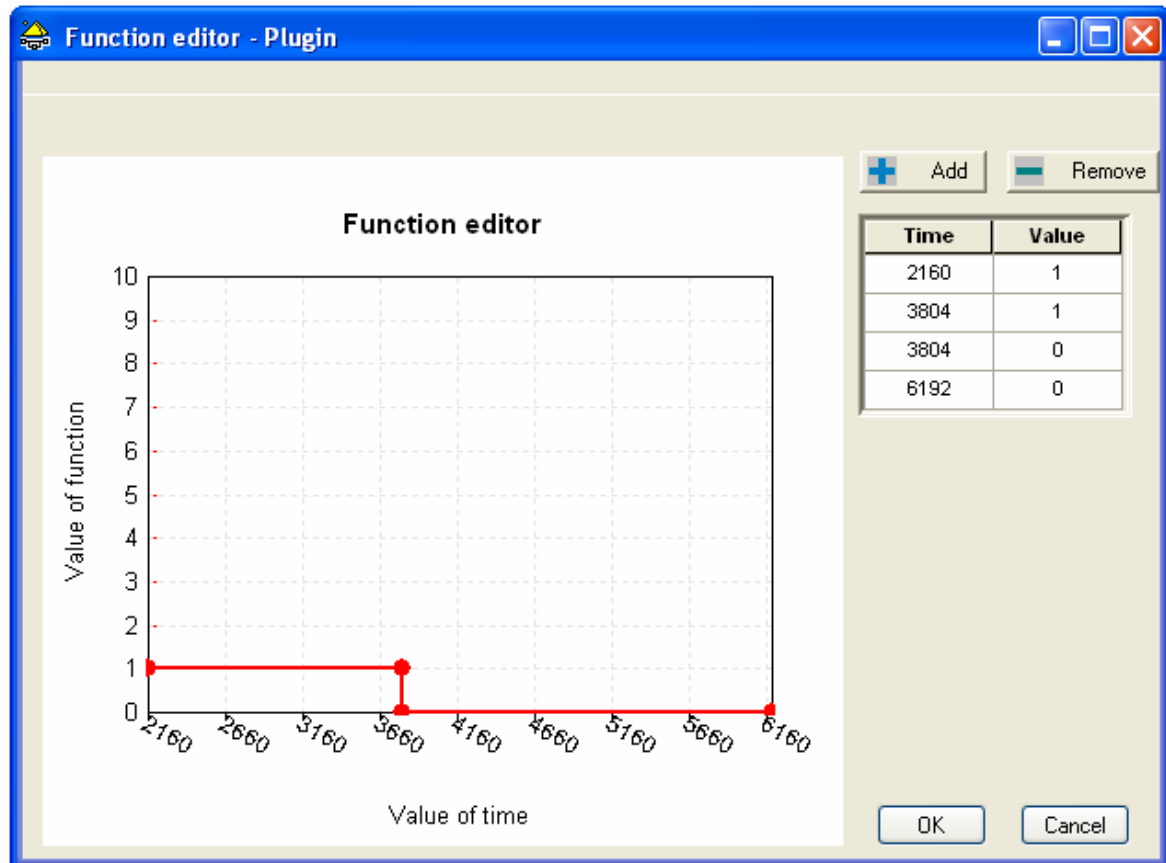 Function editor - Plugin
Add
Remove
Function editor
Time Value
2160 1
3804 1
3804 0
6192 0
10
9
8
7
6
5
4
3
2
1
0
Value of function
2160 2660 3160 3660 4160 4660 5160 5660 6160
Value of time
OK
Cancel